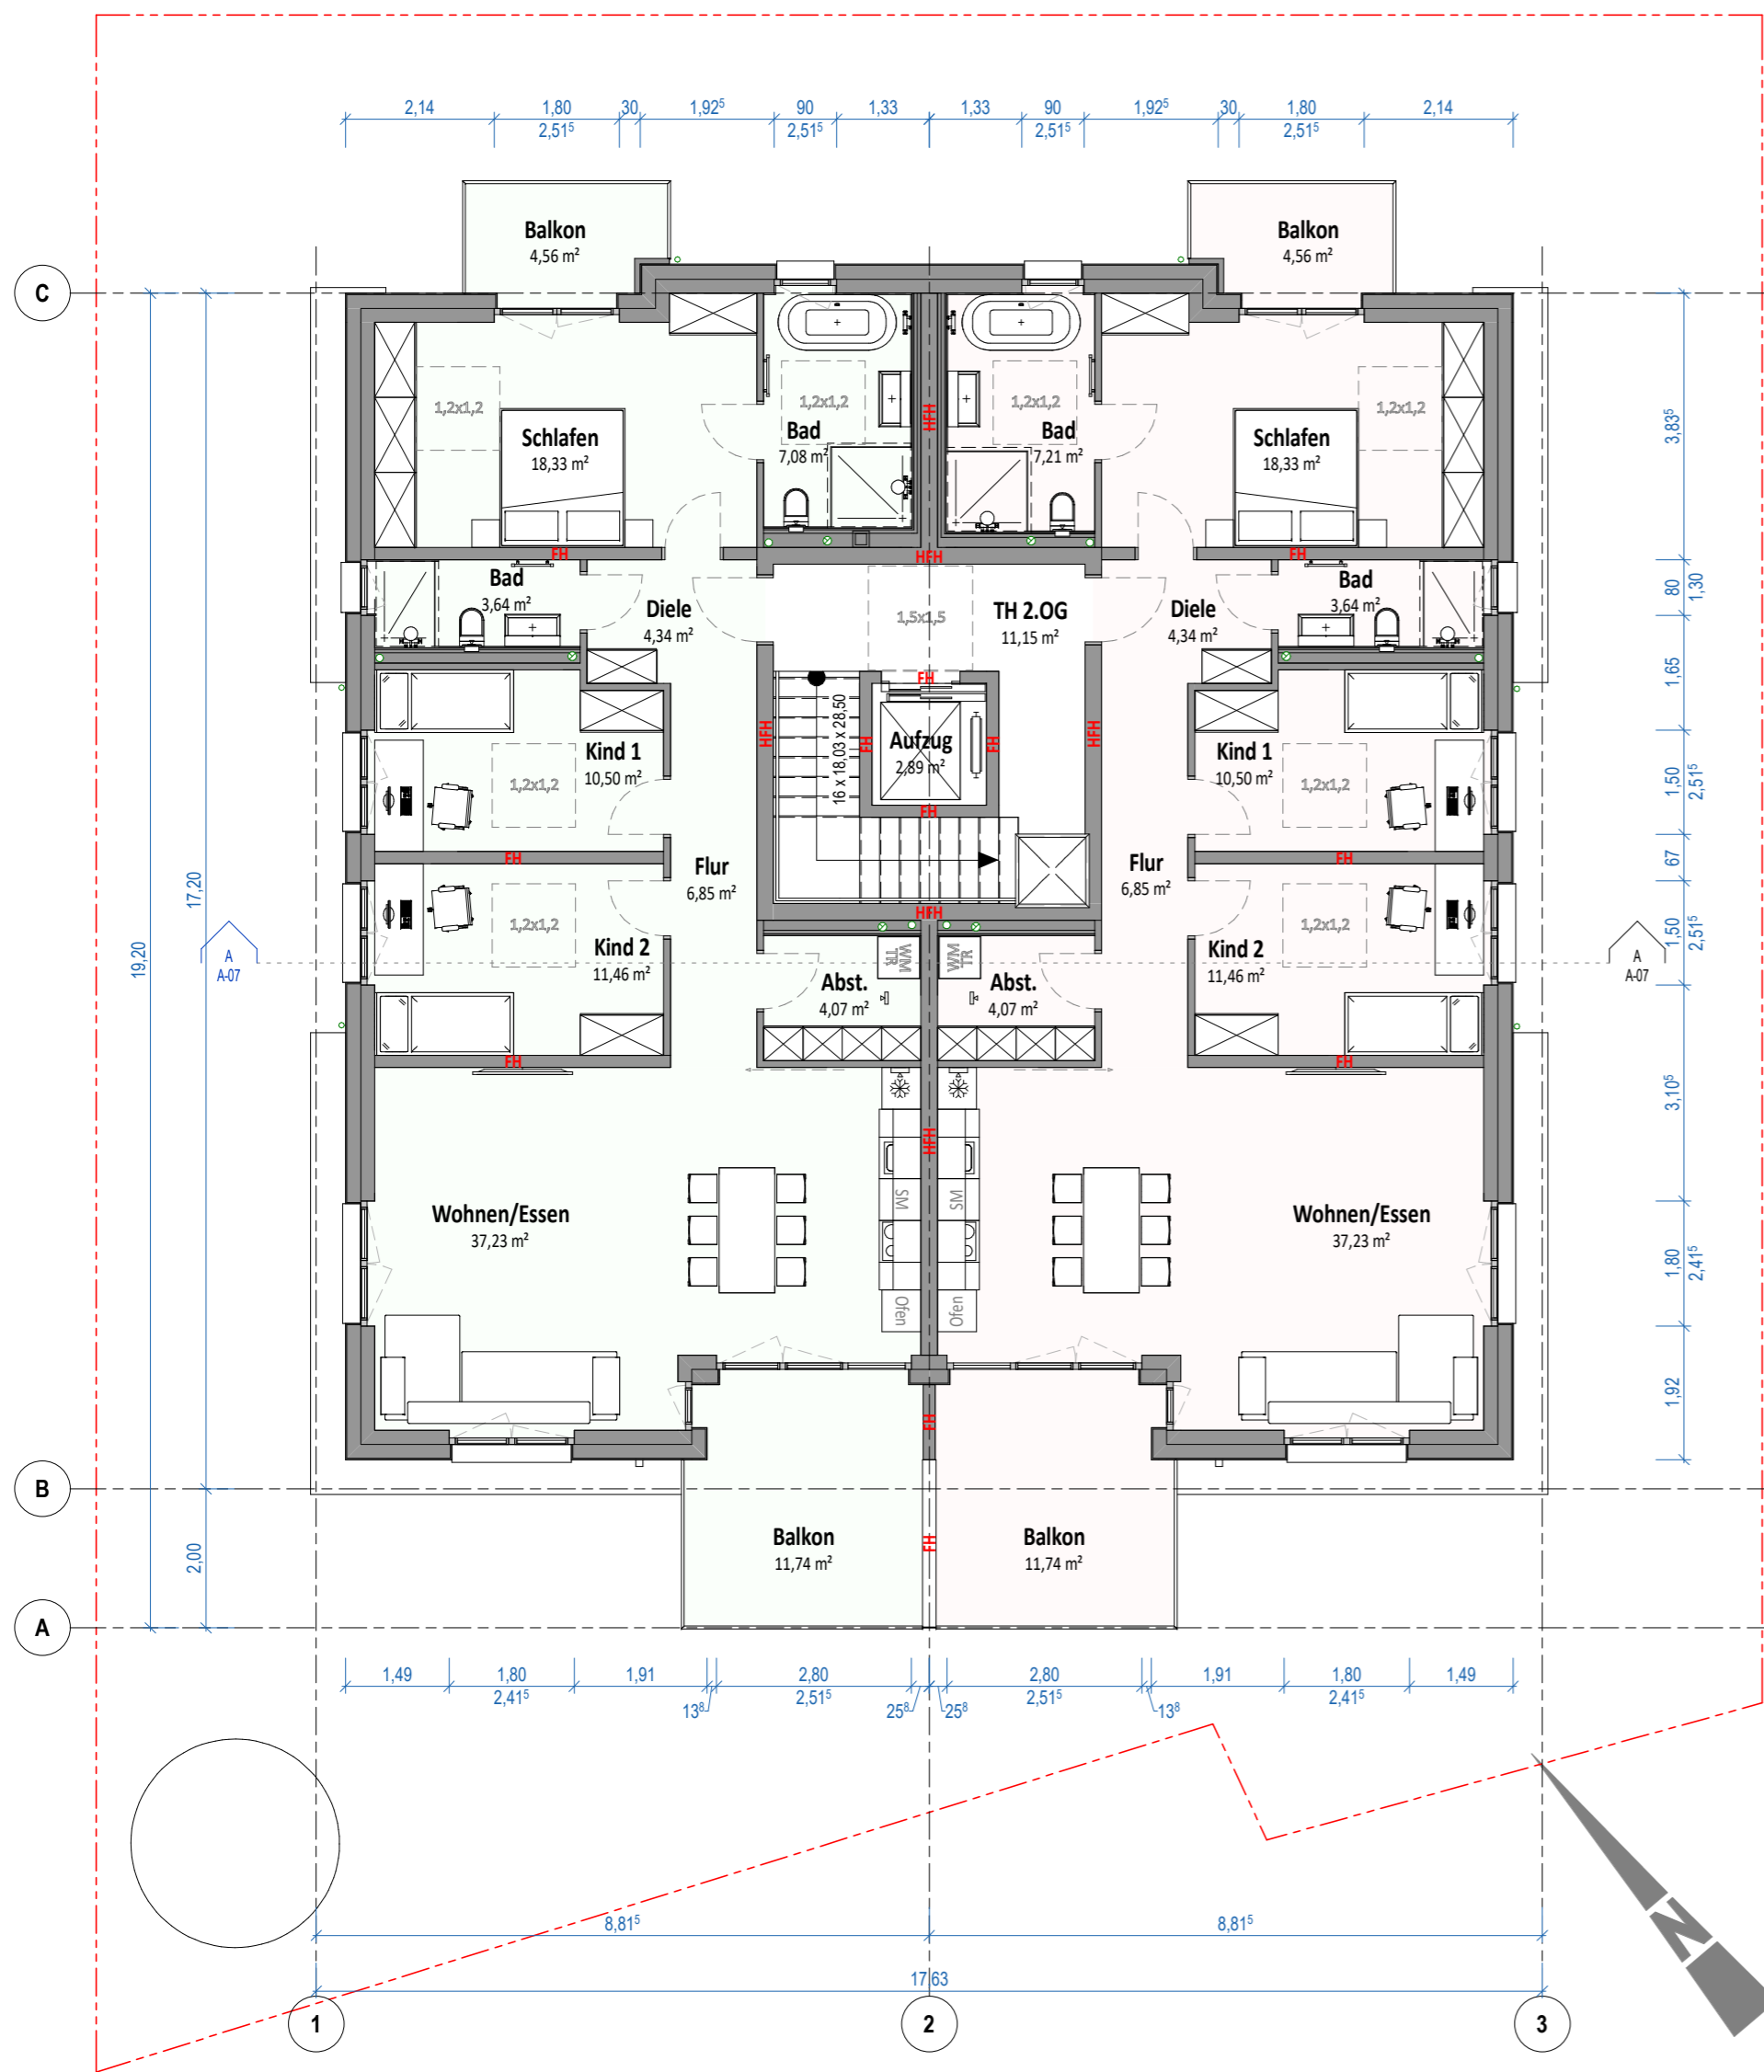 2,14 1,80 30 1,92⁵ 90 1,33 1,33 90 1,92⁵ 30 1,80 2,14
2,51⁵ 2,51⁵ 2,51⁵ 2,51⁵
Balkon
4,56 m²
Balkon
4,56 m²
C
1,2x1,2
Schlafen
18,33 m²
1,2x1,2
Bad
7,08 m²
HFH
1,2x1,2
Bad
7,21 m²
Schlafen
18,33 m²
1,2x1,2
3,83⁵
FH
HFH
FH
Bad
3,64 m²
Diele
4,34 m²
1,5x1,5
TH 2.OG
11,15 m²
Diele
4,34 m²
Bad
3,64 m²
80
1,30
1,65
FH
HFH
16 x 18,03 x 28,50
FH
Aufzug
2,89 m²
FH
HFH
FH
Kind 1
10,50 m²
1,2x1,2
Kind 1
10,50 m²
1,2x1,2
1,50
2,51⁵
FH
FH
67
Flur
6,85 m²
Flur
6,85 m²
HFH
1,2x1,2
Kind 2
11,46 m²
1,2x1,2
Kind 2
11,46 m²
1,50
2,51⁵
17,20
19,20
A
A-07
A
A-07
WM
TR
WM
TR
Abst.
4,07 m²
Abst.
4,07 m²
FH
FH
3,10⁵
HFH
SM
SM
Ofen
Ofen
Wohnen/Essen
37,23 m²
Wohnen/Essen
37,23 m²
1,80
2,41⁵
1,92
FH
B
FH
Balkon
11,74 m²
Balkon
11,74 m²
2,00
A
1,49 1,80 1,91 2,80 2,80 1,91 1,80 1,49
2,41⁵ 13⁸ 2,51⁵ 25⁸ 25⁸ 2,51⁵ 13⁸ 2,41⁵
8,81⁵ 8,81⁵
N
17,63
1 2 3